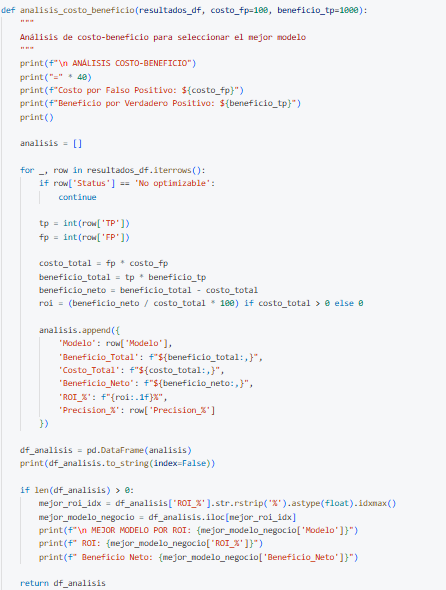 def analisis_costo_beneficio(resultados_df, costo_fp=100, beneficio_tp=1000):
    """
    Análisis de costo-beneficio para seleccionar el mejor modelo
    """
    print(f"\n ANÁLISIS COSTO-BENEFICIO")
    print("=" * 40)
    print(f"Costo por Falso Positivo: ${costo_fp}")
    print(f"Beneficio por Verdadero Positivo: ${beneficio_tp}")
    print()

    analisis = []

    for _, row in resultados_df.iterrows():
        if row['Status'] == 'No optimizable':
            continue

        tp = int(row['TP'])
        fp = int(row['FP'])

        costo_total = fp * costo_fp
        beneficio_total = tp * beneficio_tp
        beneficio_neto = beneficio_total - costo_total
        roi = (beneficio_neto / costo_total * 100) if costo_total > 0 else 0

        analisis.append({
            'Modelo': row['Modelo'],
            'Beneficio_Total': f"${beneficio_total:,}",
            'Costo_Total': f"${costo_total:,}",
            'Beneficio_Neto': f"${beneficio_neto:,}",
            'ROI_%': f"{roi:.1f}%",
            'Precision_%': row['Precision_%']
        })

    df_analisis = pd.DataFrame(analisis)
    print(df_analisis.to_string(index=False))

    if len(df_analisis) > 0:
        mejor_roi_idx = df_analisis['ROI_%'].str.rstrip('%').astype(float).idxmax()
        mejor_modelo_negocio = df_analisis.iloc[mejor_roi_idx]
        print(f"\n MEJOR MODELO POR ROI: {mejor_modelo_negocio['Modelo']}")
        print(f" ROI: {mejor_modelo_negocio['ROI_%']}")
        print(f" Beneficio Neto: {mejor_modelo_negocio['Beneficio_Neto']}")

    return df_analisis